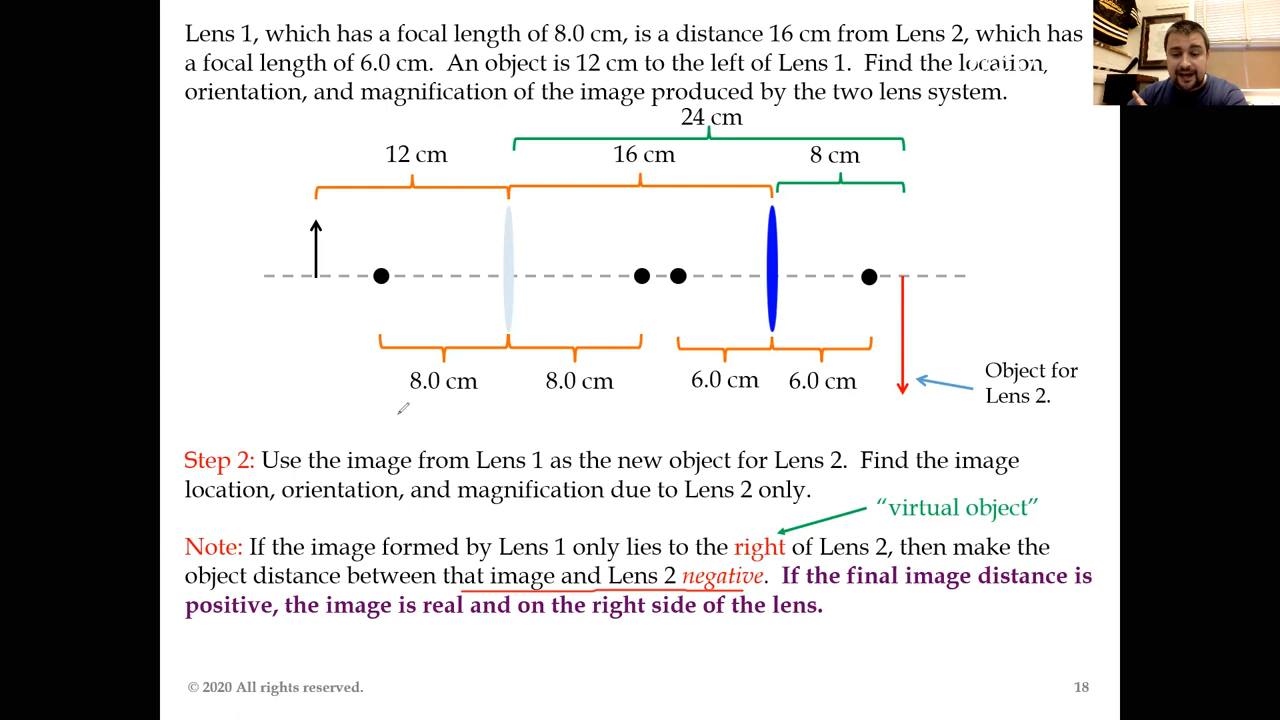 Lens 1, which has a focal length of 8.0 cm, is a distance 16 cm from Lens 2, which has
a focal length of 6.0 cm.  An object is 12 cm to the left of Lens 1.  Find the location,
orientation, and magnification of the image produced by the two lens system.
24 cm
12 cm
16 cm
8 cm
8.0 cm
8.0 cm
6.0 cm
6.0 cm
Object for
Lens 2.
Step 2: Use the image from Lens 1 as the new object for Lens 2.  Find the image
location, orientation, and magnification due to Lens 2 only.
“virtual object”
Note: If the image formed by Lens 1 only lies to the right of Lens 2, then make the
object distance between that image and Lens 2 negative.  If the final image distance is
positive, the image is real and on the right side of the lens.
© 2020 All rights reserved.
18